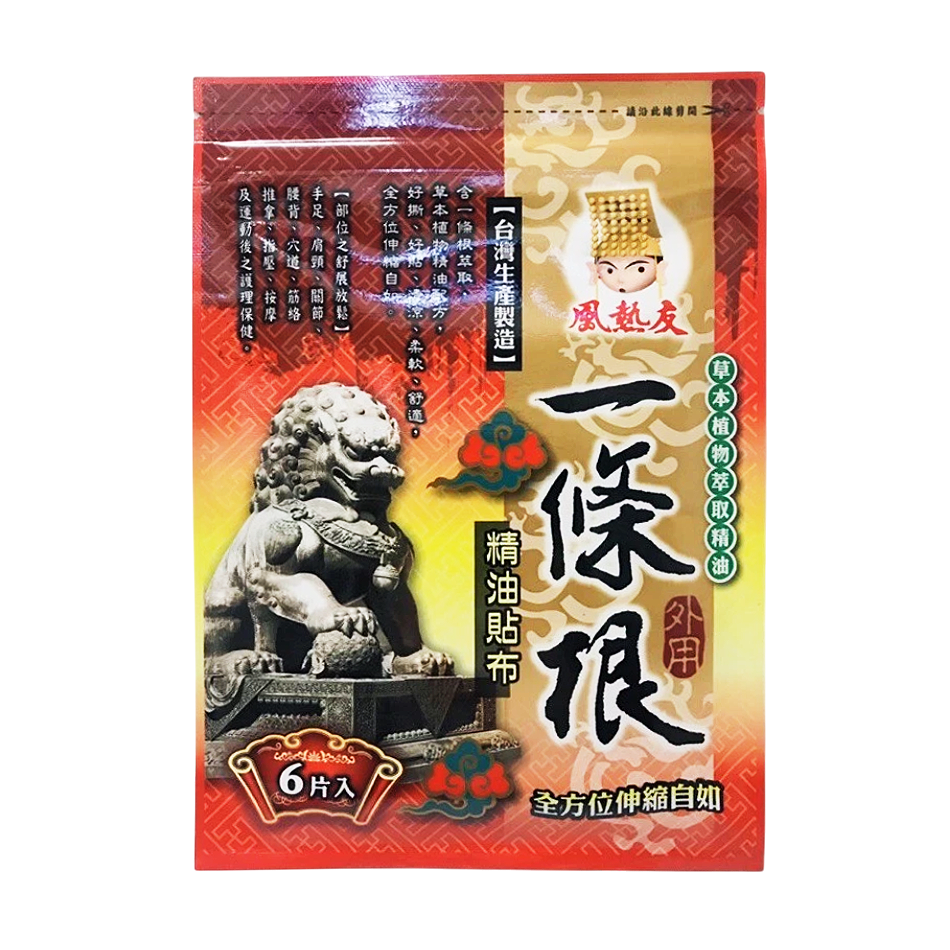 請沿此線剪開
風熱友
草本植物萃取精油
一條根
外用
全方位伸縮自如
【台灣生產製造】
精油貼布
含一條根萃取、
草本植物精油配方，
好撕、好貼、清涼、柔軟、舒適，
全方位伸縮自如。
【部位之舒展放鬆】
手足、肩頸、關節、
腰背、穴道、筋絡
推拿、指壓、按摩
及運動後之護理保健。
6片入